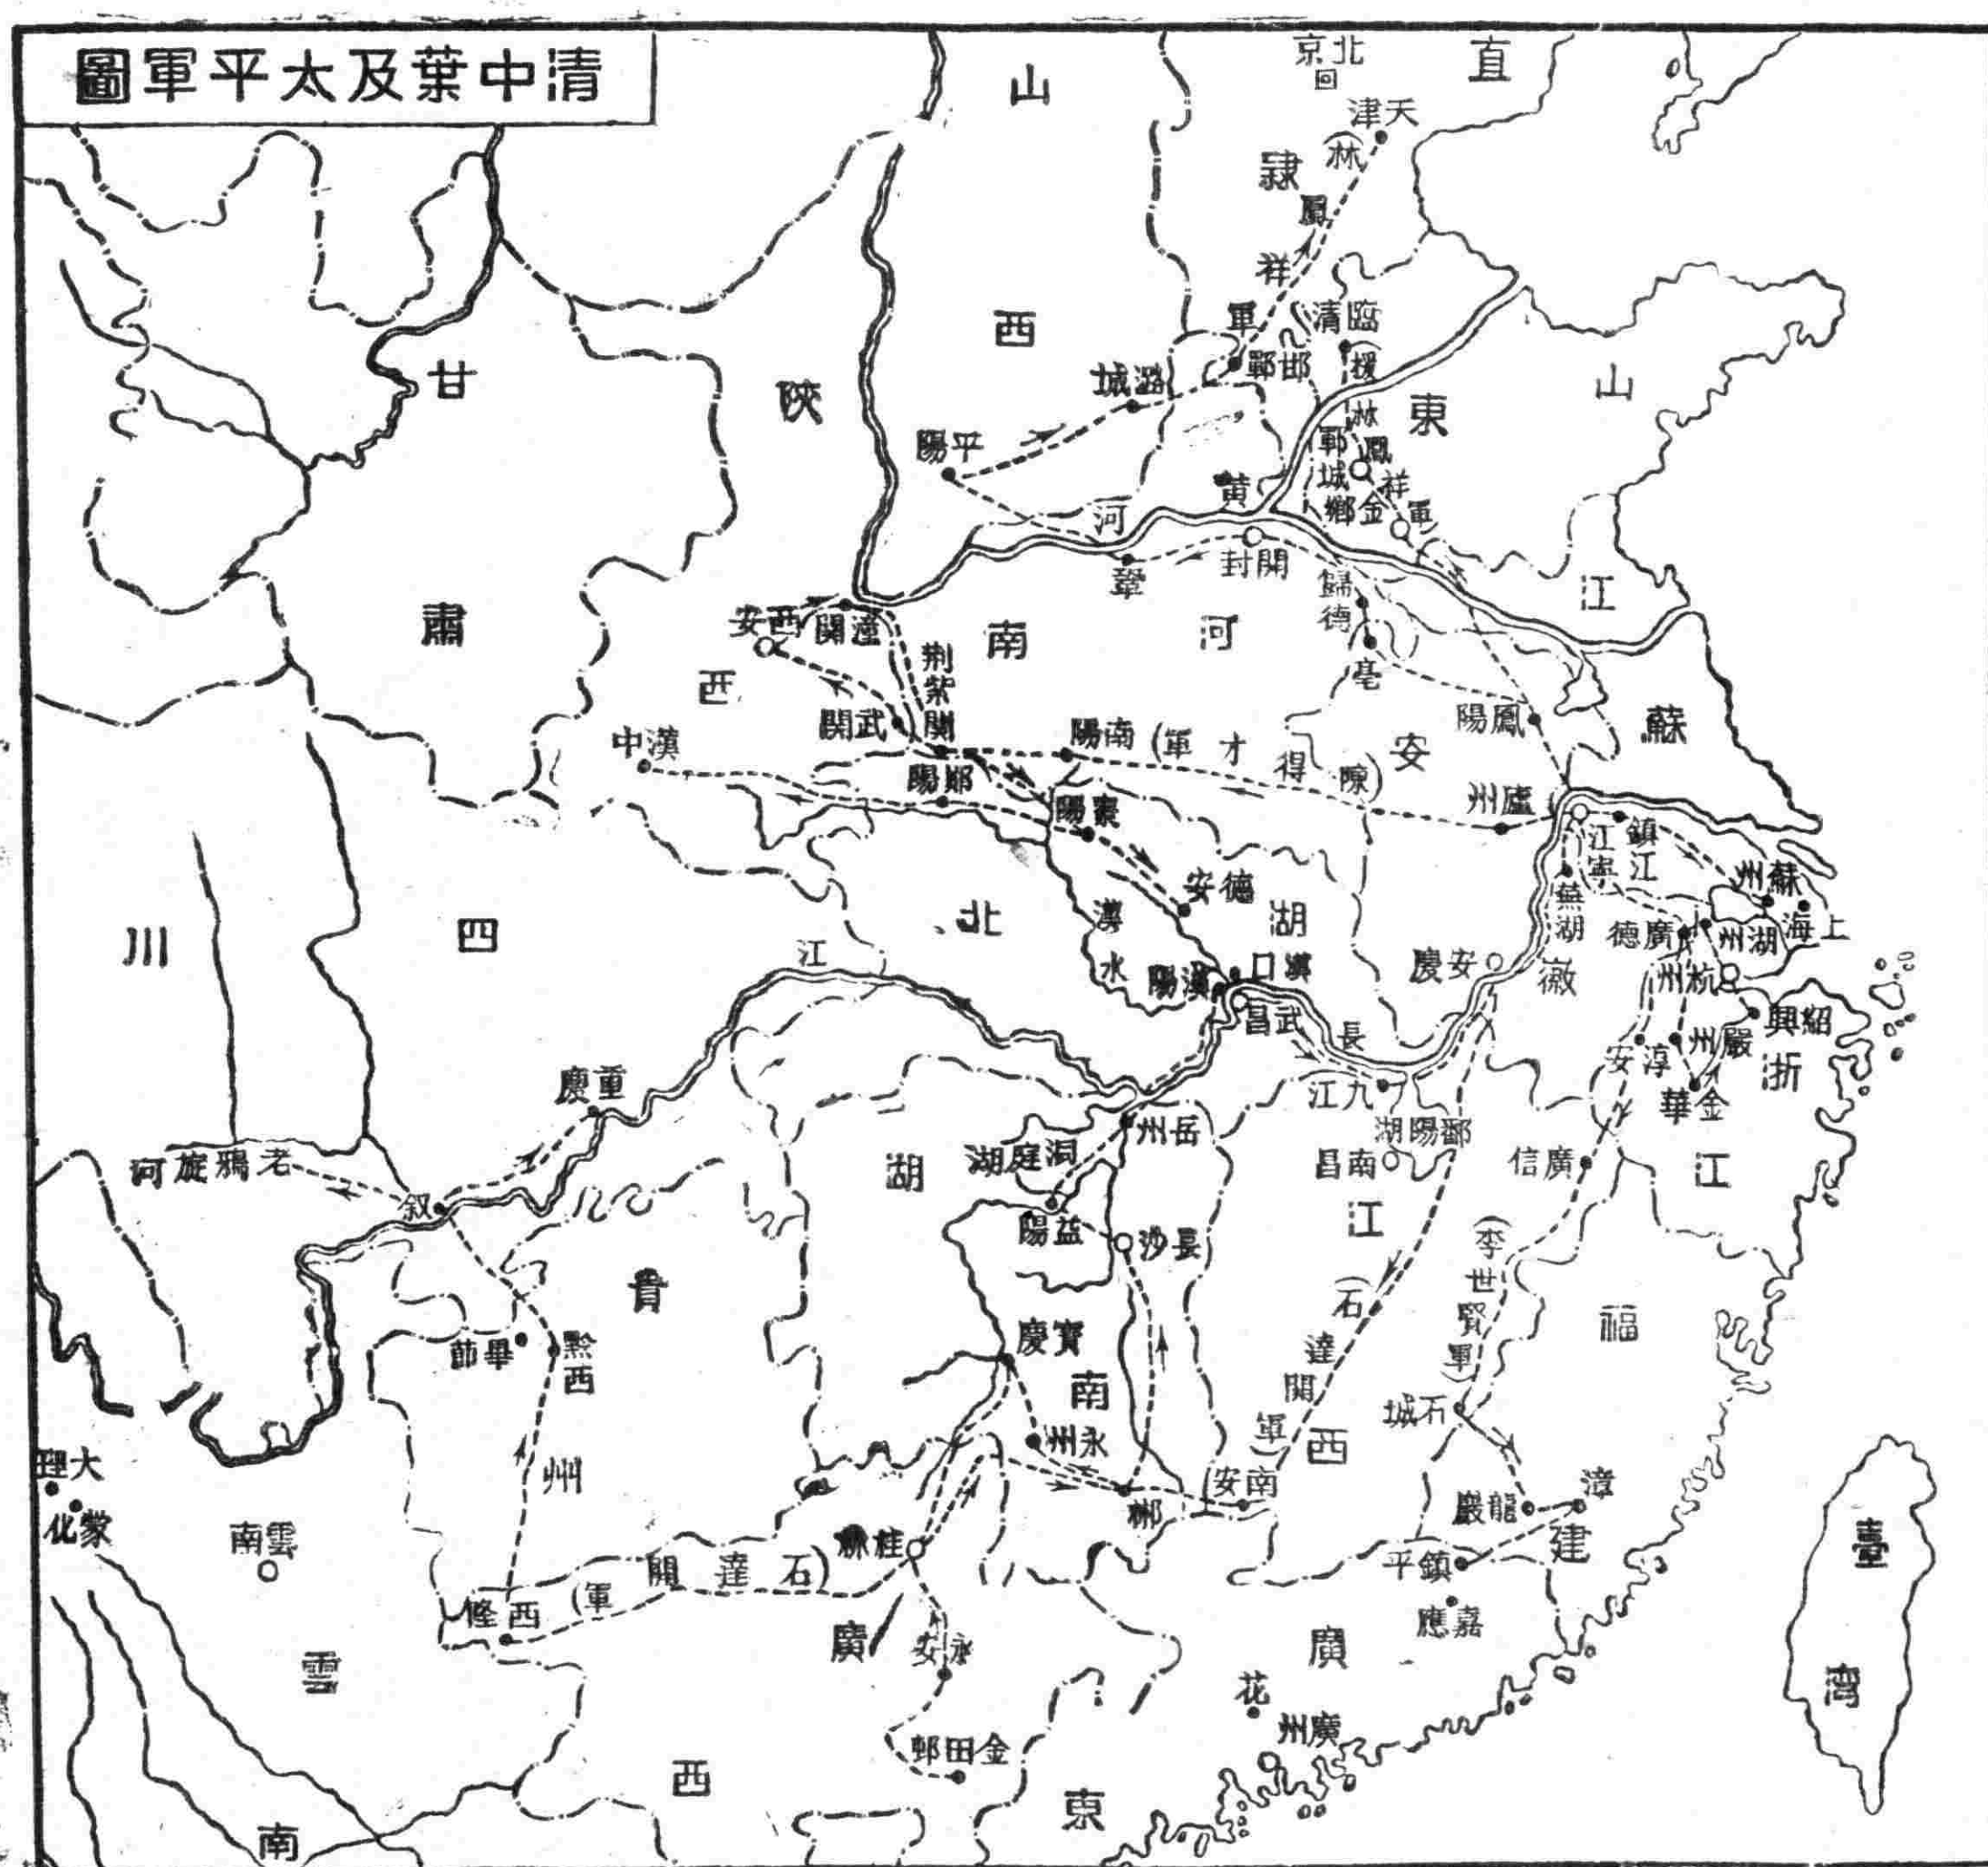 清中葉及太平軍圖
北京
直
隸
天津
(林
鳳
祥
軍
山
西
臨清
邯鄲
潞城
平陽
(援
林
鳳
祥
軍
鄆城
金鄉
山
東
甘
肅
陝
西
黃
河
鞏
開封
歸德
亳
江
蘇
西安
潼關
荊紫關
武關
河
南
漢中
鄖陽
南陽
(陳
得
才
軍)
襄陽
安
徽
鳳陽
廬州
江寧
鎮江
蘇州
上海
蕪湖
廣德
湖州
杭州
紹興
嚴州
淳安
金華
浙
江
安慶
德安
湖
北
漢
水
漢口
漢陽
武昌
長
江
九江
鄱陽湖
南昌
廣信
四
川
重慶
老鴉旋河
叙
岳州
洞庭湖
益陽
長沙
湖
南
寶慶
永州
郴
江
西
(石
達
開
軍)
(李
世
賢
軍)
南安
石城
福
建
龍巖
漳
鎮平
嘉應
貴
州
畢節
黔西
大理
蒙化
雲南
雲
南
桂林
(石
達
開
軍)
西隆
永安
金田邨
廣
西
廣
東
花
廣州
臺
湾